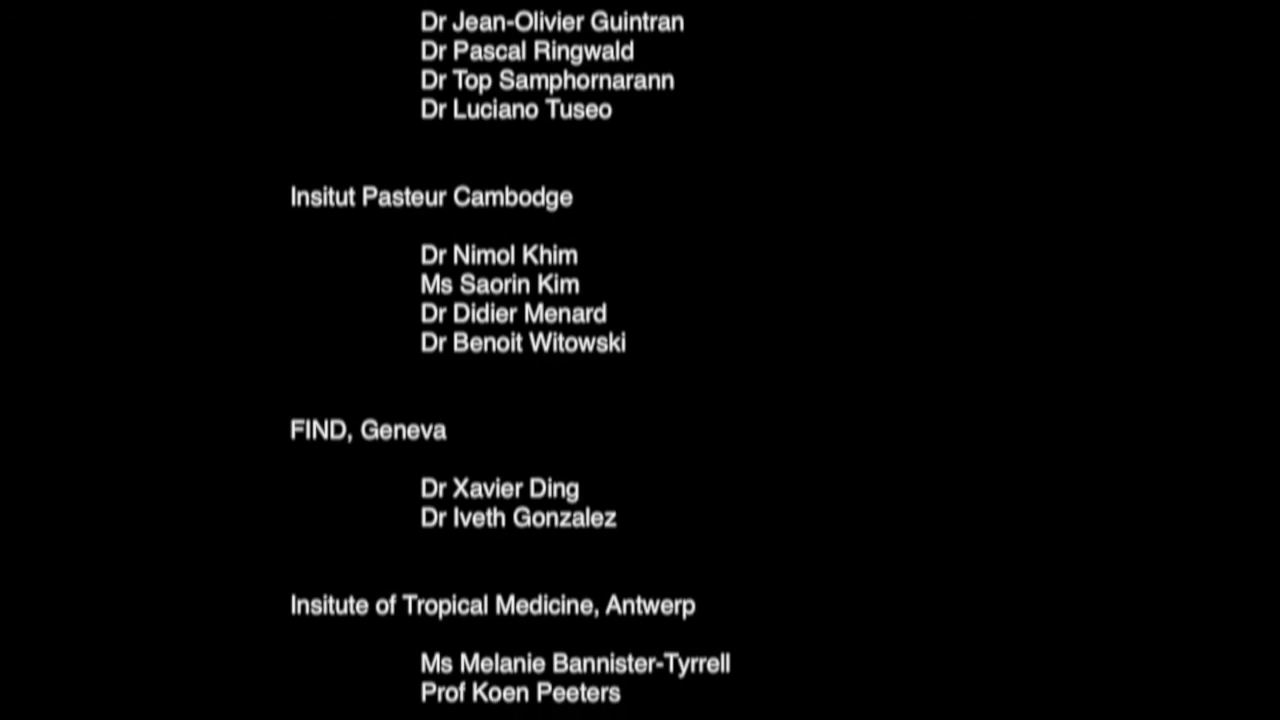 Dr Jean-Olivier Guintran
Dr Pascal Ringwald
Dr Top Samphornarann
Dr Luciano Tuseo
Insitut Pasteur Cambodge
Dr Nimol Khim
Ms Saorin Kim
Dr Didier Menard
Dr Benoit Witowski
FIND, Geneva
Dr Xavier Ding
Dr Iveth Gonzalez
Insitute of Tropical Medicine, Antwerp
Ms Melanie Bannister-Tyrrell
Prof Koen Peeters